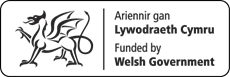 Ariennir gan
Lywodraeth Cymru
Funded by
Welsh Government